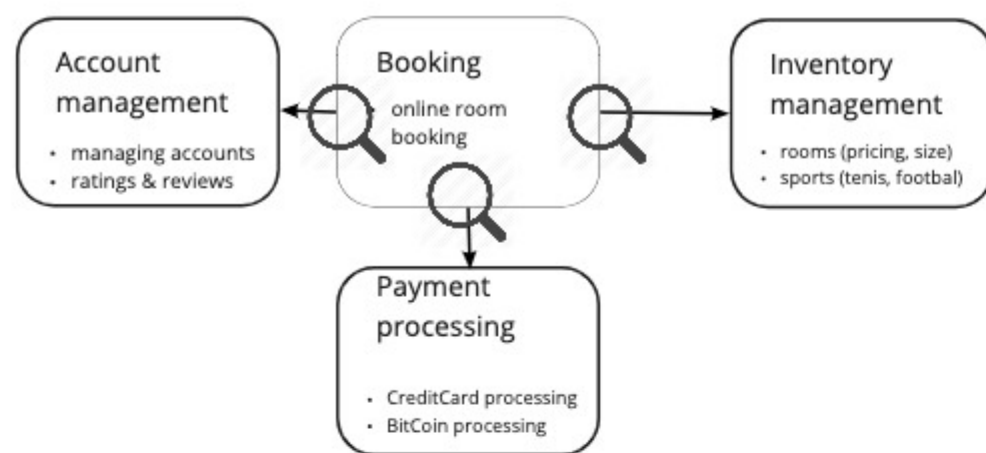 Account
management
• managing accounts
• ratings & reviews
Booking
• online room
booking
Inventory
management
• rooms (pricing, size)
• sports (tenis, footbal)
Payment
processing
• CreditCard processing
• BitCoin processing